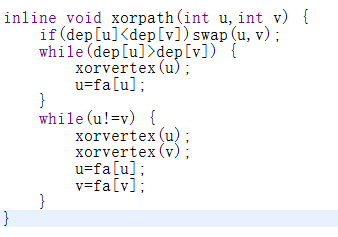 inline void xorpath(int u,int v) {
    if(dep[u]<dep[v])swap(u,v);
    while(dep[u]>dep[v]) {
        xorvertex(u);
        u=fa[u];
    }
    while(u!=v) {
        xorvertex(u);
        xorvertex(v);
        u=fa[u];
        v=fa[v];
    }
}